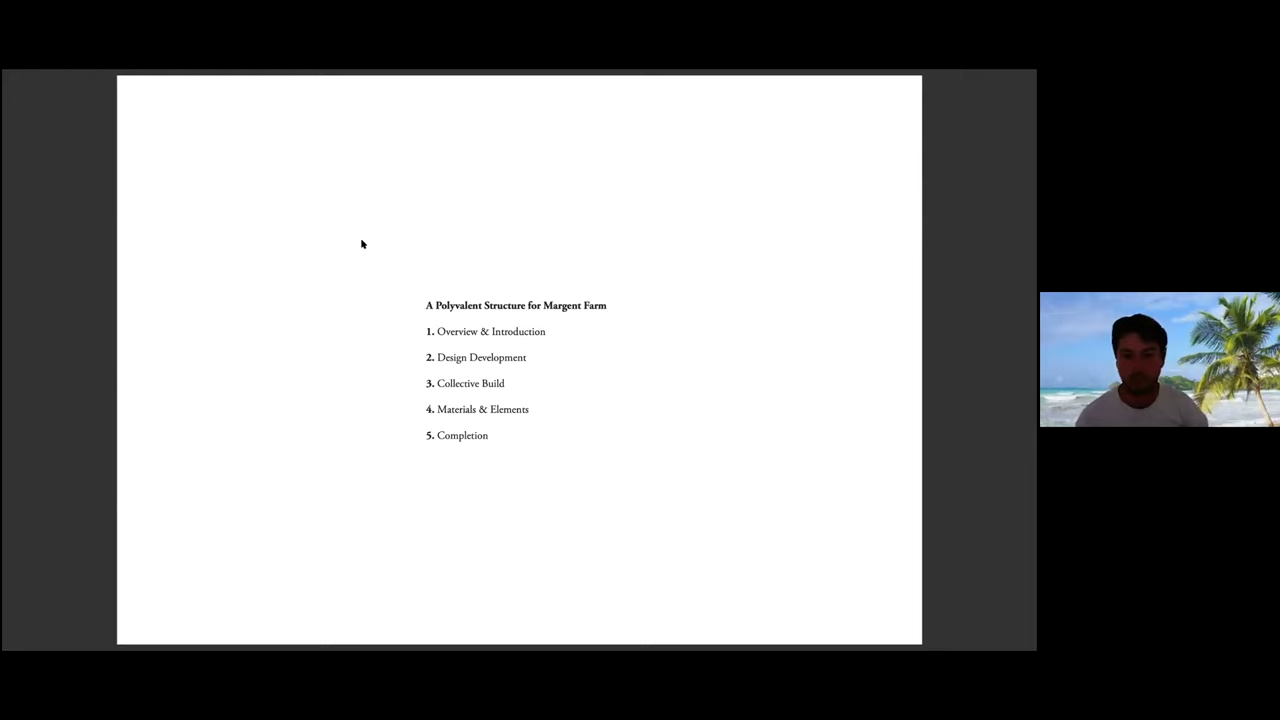 A Polyvalent Structure for Margent Farm
1. Overview & Introduction
2. Design Development
3. Collective Build
4. Materials & Elements
5. Completion